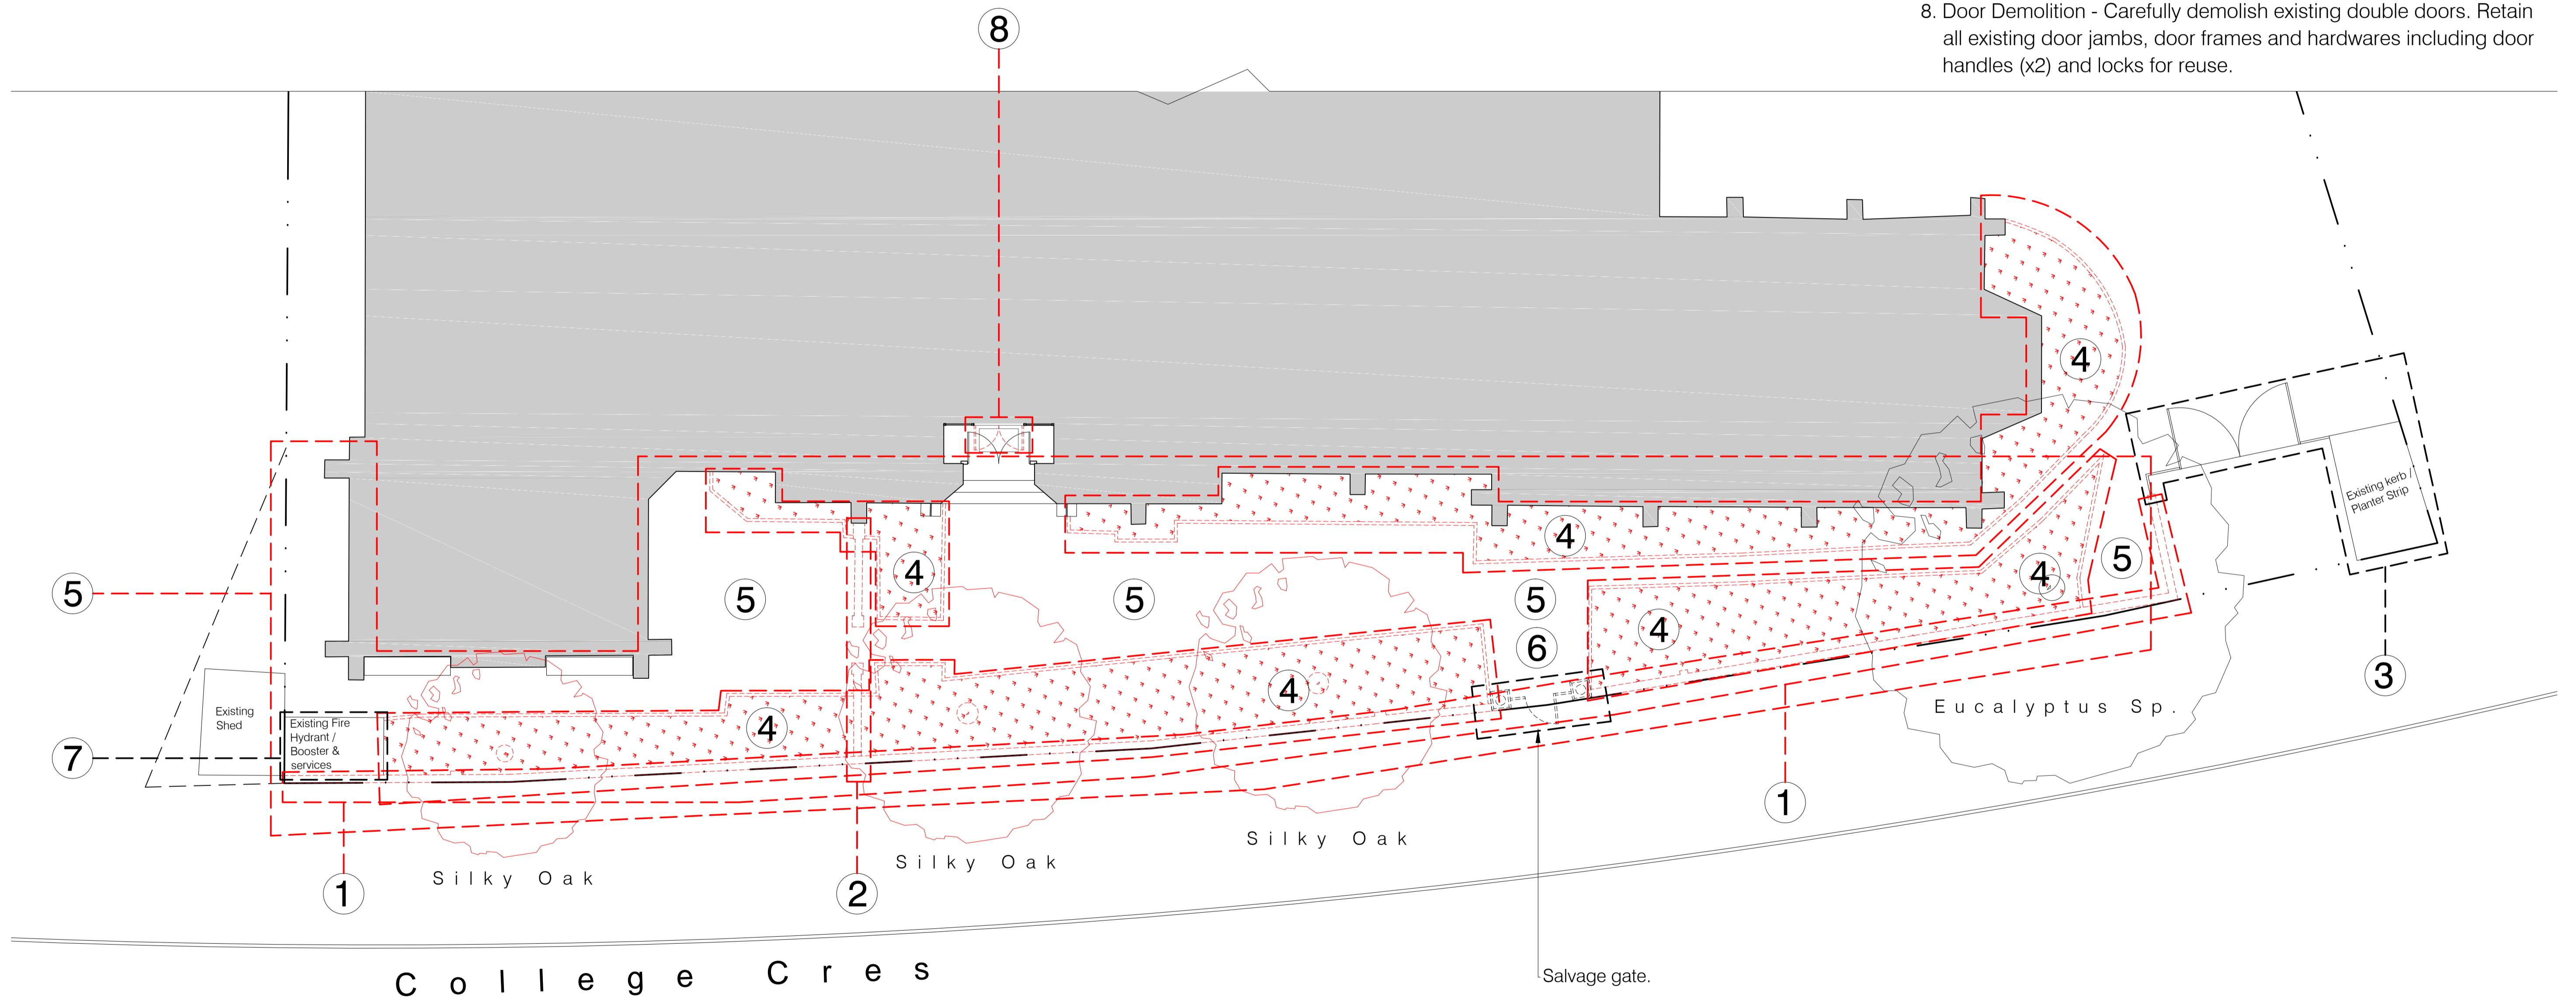 8. Door Demolition - Carefully demolish existing double doors. Retain
all existing door jambs, door frames and hardwares including door
handles (x2) and locks for reuse.
8
4
Existing kerb /
Planter Strip
4
4
4
5
5
5
5
5
4
6
3
4
4
Existing
Shed
Existing Fire
Hydrant /
Booster &
services
7
Eucalyptus Sp.
1
Silky Oak
Silky Oak
Silky Oak
1
2
Salvage gate.
College Cres